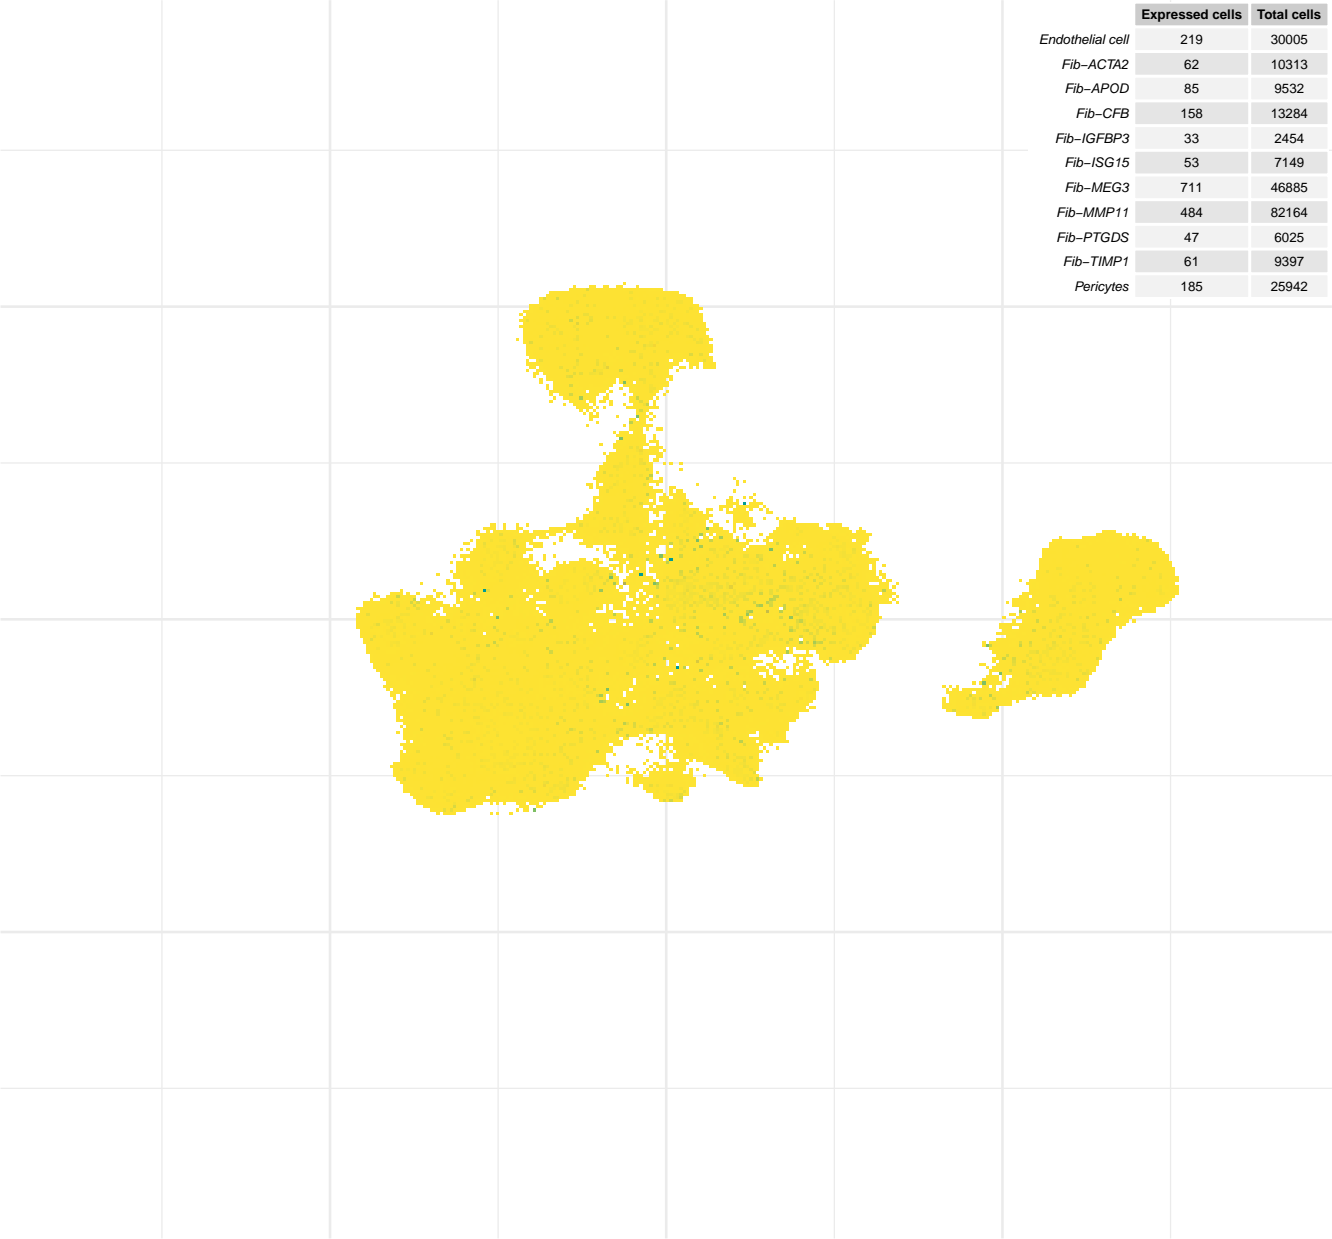 Expressed cells Total cells
Endothelial cell 219 30005
Fib−ACTA2 62 10313
Fib−APOD 85 9532
Fib−CFB 158 13284
Fib−IGFBP3 33 2454
Fib−ISG15 53 7149
Fib−MEG3 711 46885
Fib−MMP11 484 82164
Fib−PTGDS 47 6025
Fib−TIMP1 61 9397
Pericytes 185 25942